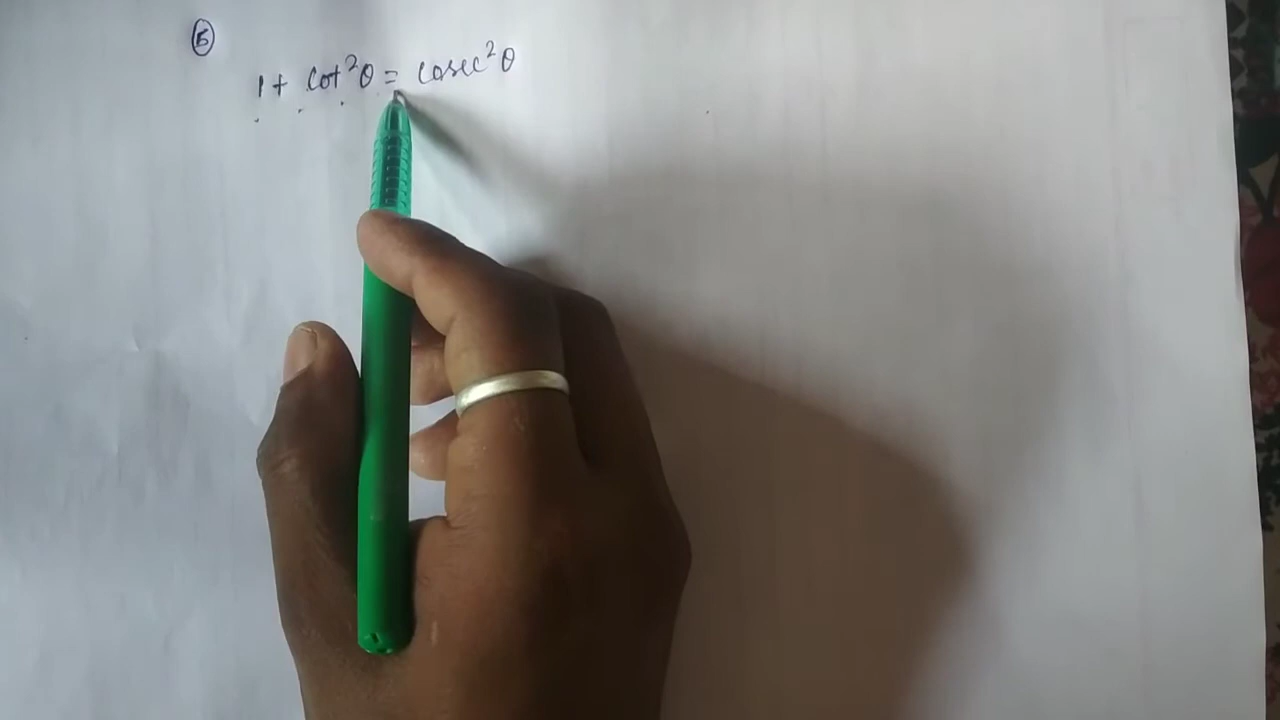 ⑤
1 + cot²θ = cosec²θ